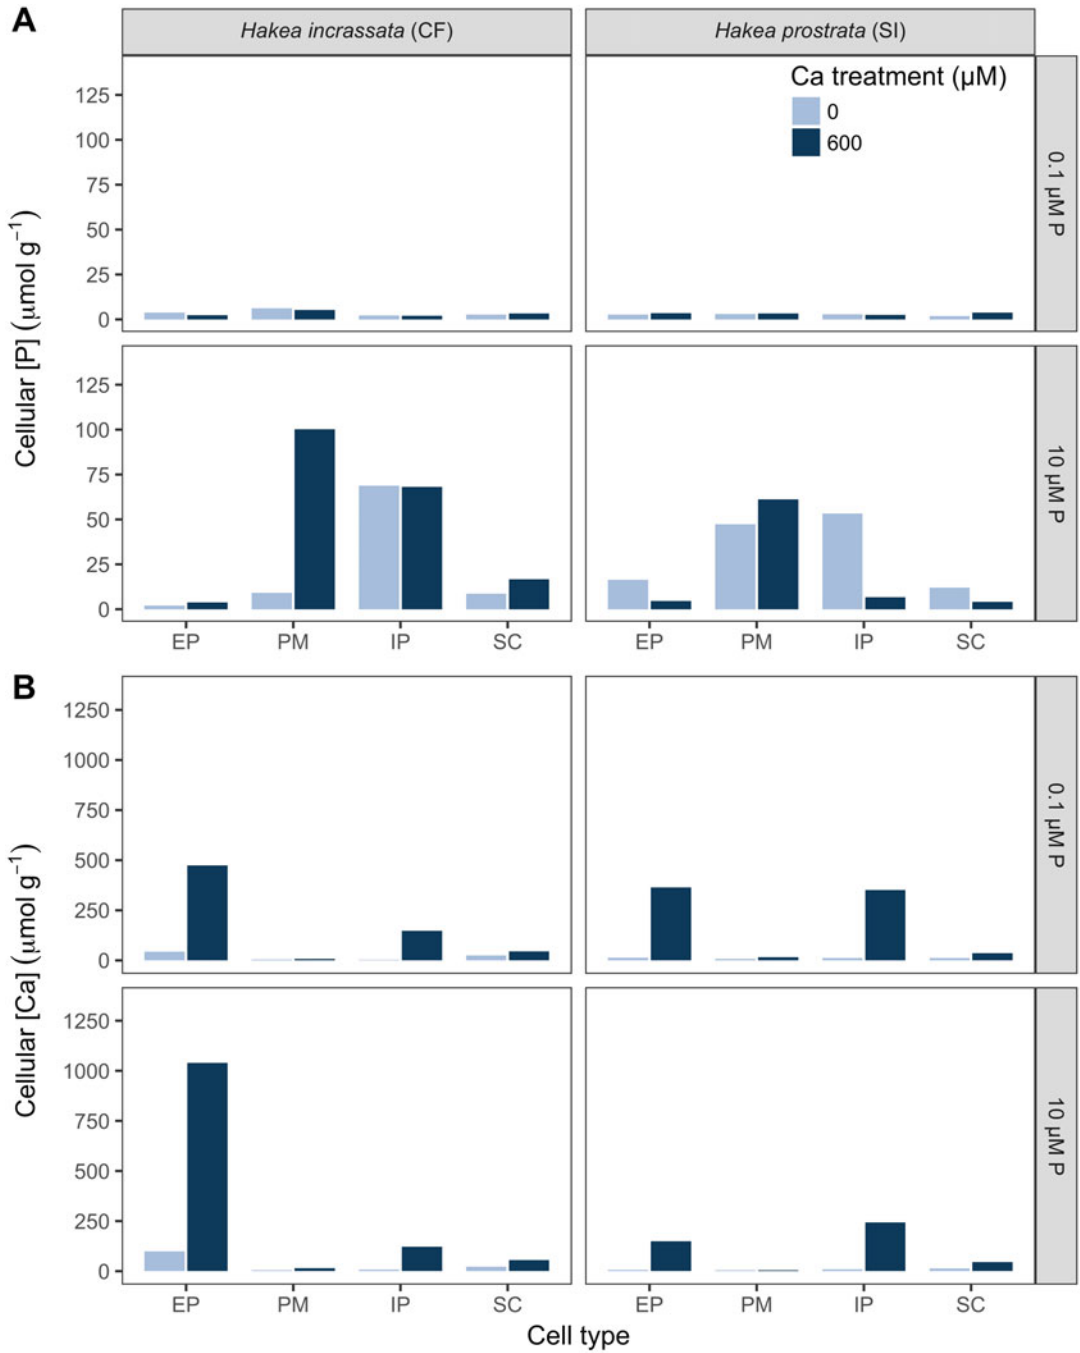 A
Hakea incrassata (CF)
Hakea prostrata (SI)
Ca treatment (µM)
0
600
Cellular [P] (µmol g⁻¹)
125
100
75
50
25
0
0.1 µM P
125
100
75
50
25
0
10 µM P
EP PM IP SC
EP PM IP SC
B
Cellular [Ca] (µmol g⁻¹)
1250
1000
750
500
250
0
0.1 µM P
1250
1000
750
500
250
0
10 µM P
EP PM IP SC
EP PM IP SC
Cell type